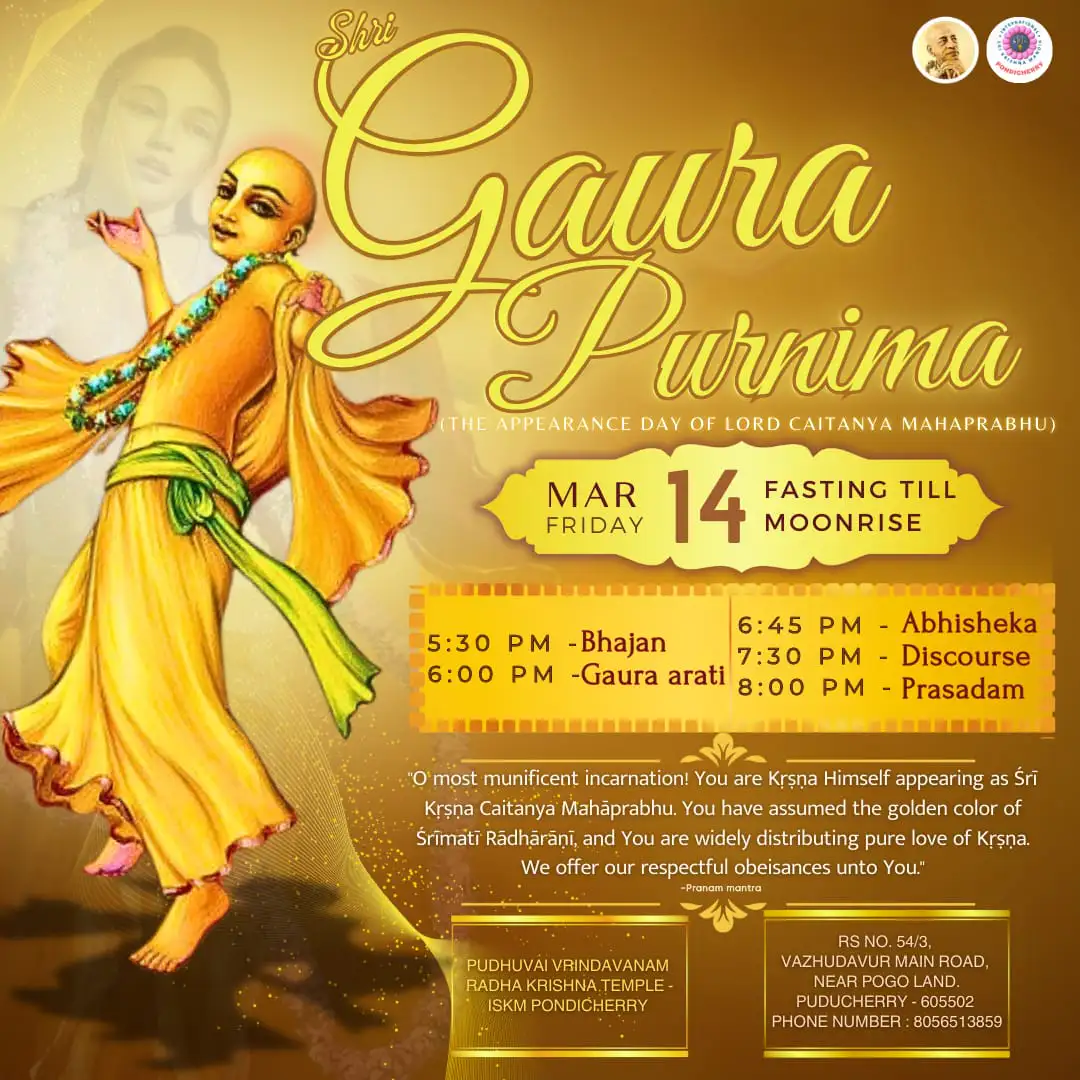 Shri
Gaura
Purnima
(THE APPEARANCE DAY OF LORD CAITANYA MAHAPRABHU)
MAR
FRIDAY
14
FASTING TILL
MOONRISE
5:30 PM -Bhajan
6:00 PM -Gaura arati
6:45 PM - Abhisheka
7:30 PM - Discourse
8:00 PM - Prasadam
"O most munificent incarnation! You are Kṛṣṇa Himself appearing as Śrī
Kṛṣṇa Caitanya Mahāprabhu. You have assumed the golden color of
Śrīmatī Rādhārāṇī, and You are widely distributing pure love of Kṛṣṇa.
We offer our respectful obeisances unto You."
~Pranam mantra
PUDHUVAI VRINDAVANAM
RADHA KRISHNA TEMPLE -
ISKM PONDICHERRY
RS NO. 54/3,
VAZHUDAVUR MAIN ROAD,
NEAR POGO LAND.
PUDUCHERRY - 605502
PHONE NUMBER : 8056513859
PONDICHERRY